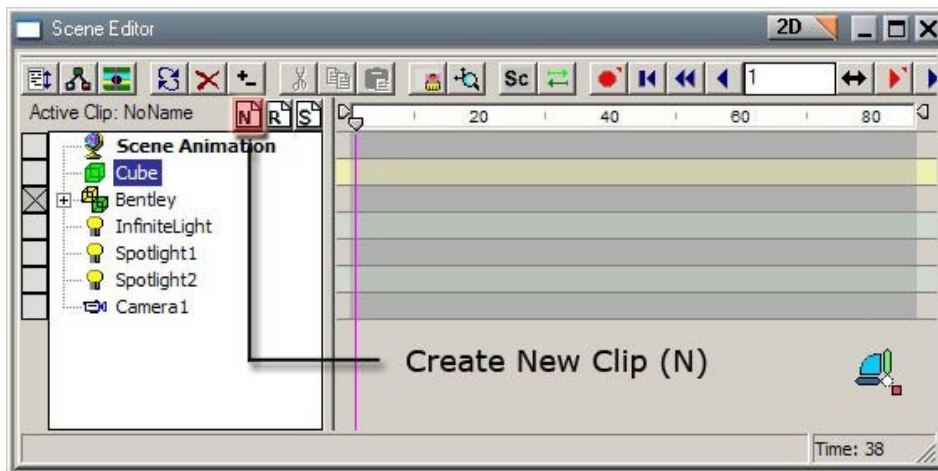 Scene Editor
2D
Sc
1
Active Clip: NoName
N R S
20 40 60 80
Scene Animation
Cube
Bentley
InfiniteLight
Spotlight1
Spotlight2
Camera1
Create New Clip (N)
Time: 38